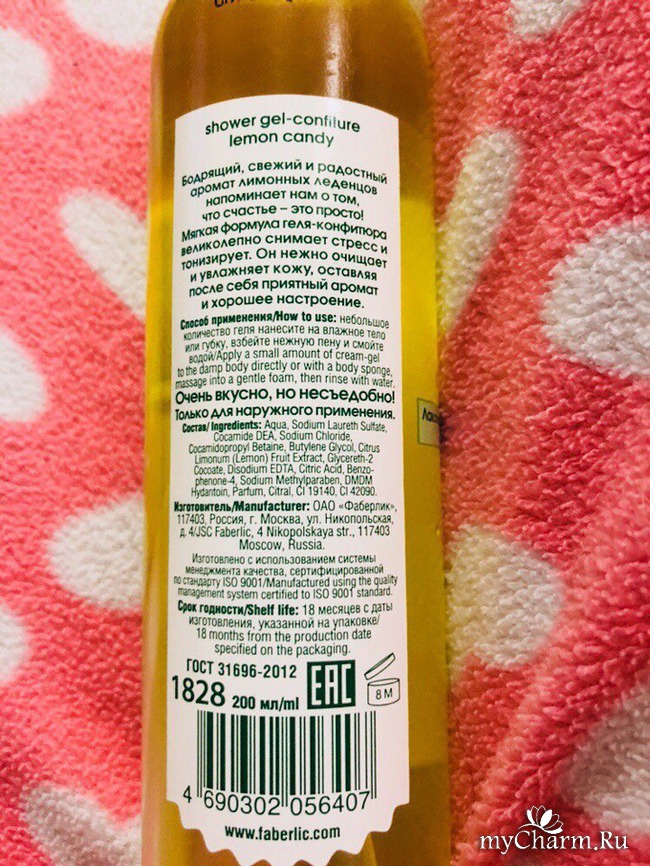 shower gel-confiture
lemon candy
Бодрящий, свежий и радостный
аромат лимонных леденцов
напоминает нам о том,
что счастье – это просто!
Мягкая формула геля-конфитюра
великолепно снимает стресс и
тонизирует. Он нежно очищает
и увлажняет кожу, оставляя
после себя приятный аромат
и хорошее настроение.
Способ применения/How to use: небольшое
количество геля нанесите на влажное тело
или губку, взбейте нежную пену и смойте
водой/Apply a small amount of cream-gel
to the damp body directly or with a body sponge,
massage into a gentle foam, then rinse with water.
Очень вкусно, но несъедобно!
Только для наружного применения.
Состав/ Ingredients: Aqua, Sodium Laureth Sulfate,
Cocamide DEA, Sodium Chloride,
Cocamidopropyl Betaine, Butylene Glycol, Citrus
Limonum (Lemon) Fruit Extract, Glycereth-2
Cocoate, Disodium EDTA, Citric Acid, Benzo-
phenone-4, Sodium Methylparaben, DMDM
Hydantoin, Parfum, Citral, CI 19140, CI 42090.
Изготовитель/Manufacturer: ОАО «Фаберлик»,
117403, Россия, г. Москва, ул. Никопольская,
д. 4/JSC Faberlic, 4 Nikopolskaya str., 117403
Moscow, Russia.
Изготовлено с использованием системы
менеджмента качества, сертифицированной
по стандарту ISO 9001/Manufactured using the quality
management system certified to ISO 9001 standard.
Срок годности/Shelf life: 18 месяцев с даты
изготовления, указанной на упаковке/
18 months from the production date
specified on the packaging.
ГОСТ 31696-2012
1828 200 мл/ml
EAC
8 M
4 690302 056407
www.faberlic.com
myCharm.Ru